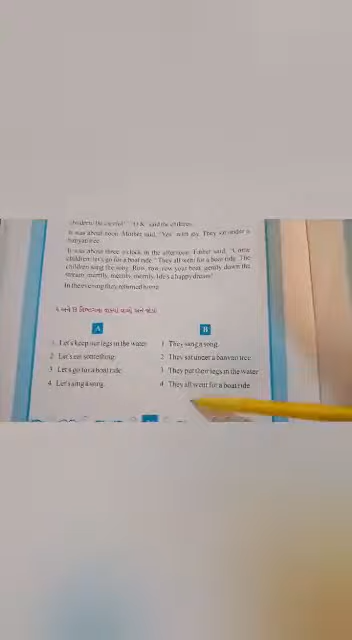 children! Be careful!" "O.K." said the children.
It was about noon. Mother said, "Yes" with joy. They sat under a
banyan tree.
It was about three o'clock in the afternoon. Father said, "Come
children, let's go for a boat ride." They all went for a boat ride. The
children sang the song. Row, row, row your boat, gently down the
stream, merrily, merrily, merrily, life's a happy dream!
In the evening they returned home.
A અને B વિભાગના વાક્યો વાંચો અને જોડો
A B
1. Let's keep our legs in the water. 1. They sang a song.
2. Let's eat something. 2. They sat under a banyan tree.
3. Let's go for a boat ride. 3. They put their legs in the water.
4. Let's sing a song. 4. They all went for a boat ride.